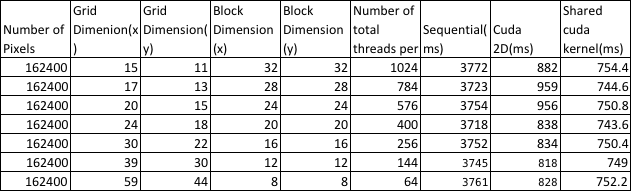 Number of Pixels Grid Dimenion(x) Grid Dimension(y) Block Dimension (x) Block Dimension (y) Number of total threads per Sequential(ms) Cuda 2D(ms) Shared cuda kernel(ms)
162400 15 11 32 32 1024 3772 882 754.4
162400 17 13 28 28 784 3723 959 744.6
162400 20 15 24 24 576 3754 956 750.8
162400 24 18 20 20 400 3718 838 743.6
162400 30 22 16 16 256 3752 834 750.4
162400 39 30 12 12 144 3745 818 749
162400 59 44 8 8 64 3761 828 752.2